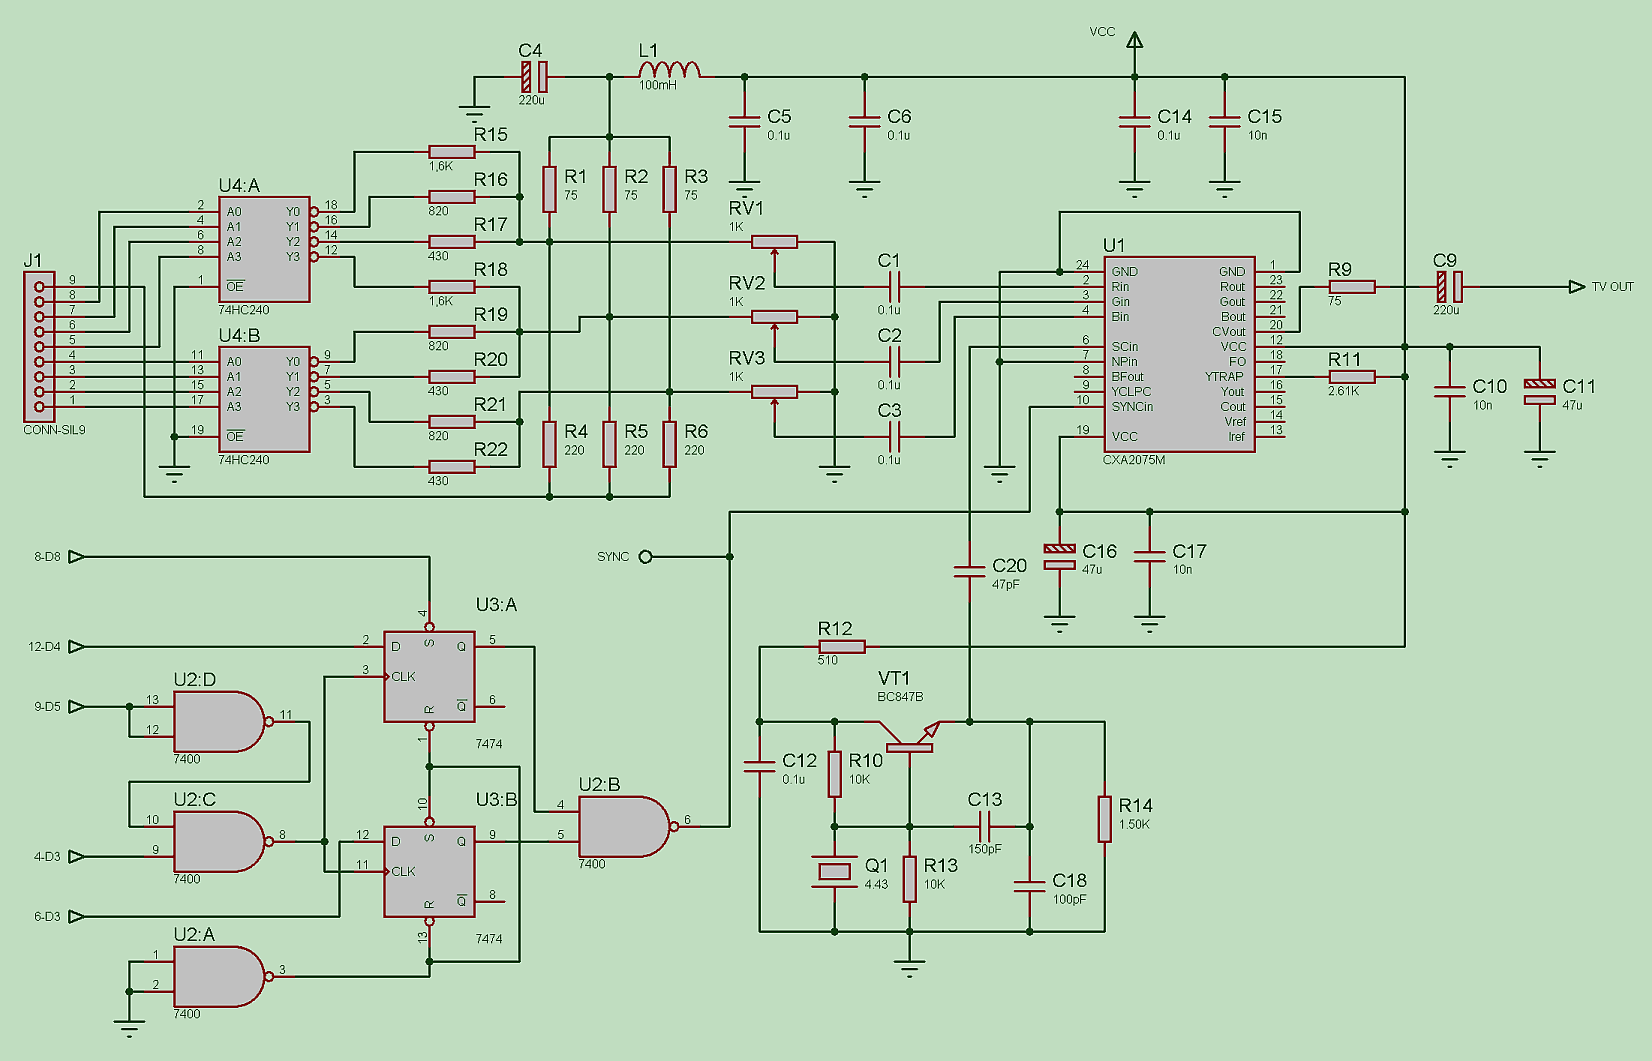 VCC
C4
220u
L1
100mH
C5
0.1u
C6
0.1u
C14
0.1u
C15
10n
R15
1,6K
R16
820
R17
430
R18
1,6K
R19
820
R20
430
R21
820
R22
430
R1
75
R2
75
R3
75
R4
220
R5
220
R6
220
RV1
1K
RV2
1K
RV3
1K
C1
0.1u
C2
0.1u
C3
0.1u
J1
9
8
7
6
5
4
3
2
1
CONN-SIL9
U4:A
2 A0 Y0 18
4 A1 Y1 16
6 A2 Y2 14
8 A3 Y3 12
1 OE
74HC240
U4:B
11 A0 Y0 9
13 A1 Y1 7
15 A2 Y2 5
17 A3 Y3 3
19 OE
74HC240
U1
24 GND GND 1
2 Rin Rout 23
3 Gin Gout 22
4 Bin Bout 21
CVout 20
6 SCin VCC 12
7 NPin FO 18
8 BFout YTRAP 17
9 YCLPC Yout 16
10 SYNCin Cout 15
Vref 14
19 VCC Iref 13
CXA2075M
R9
75
C9
220u
TV OUT
R11
2.61K
C10
10n
C11
47u
C16
47u
C17
10n
C20
47pF
SYNC
8-D8
12-D4
9-D5
4-D3
6-D3
U3:A
4
S
2 D Q 5
3 CLK
R Q 6
1
7474
U3:B
10
S
12 D Q 9
11 CLK
R Q 8
13
7474
U2:D
13
12
11
7400
U2:C
10
9
8
7400
U2:A
1
2
3
7400
U2:B
4
5
6
7400
R12
510
VT1
BC847B
C12
0.1u
R10
10K
C13
150pF
R14
1.50K
Q1
4.43
R13
10K
C18
100pF